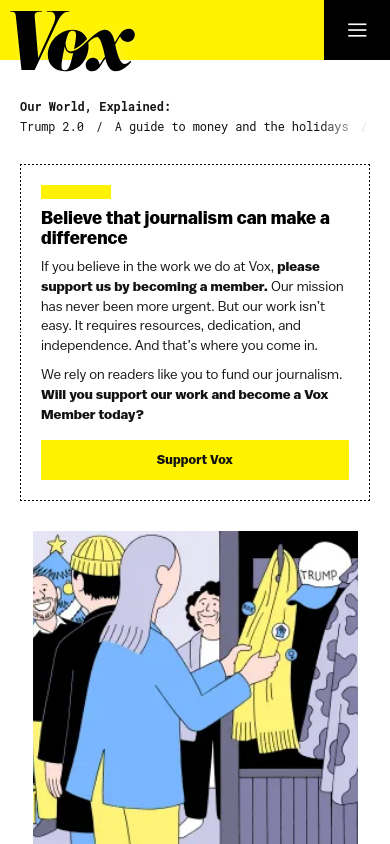 Vox
Our World, Explained:
Trump 2.0 / A guide to money and the holidays /
Believe that journalism can make a
difference
If you believe in the work we do at Vox, please
support us by becoming a member. Our mission
has never been more urgent. But our work isn't
easy. It requires resources, dedication, and
independence. And that's where you come in.
We rely on readers like you to fund our journalism.
Will you support our work and become a Vox
Member today?
Support Vox
TRUMP